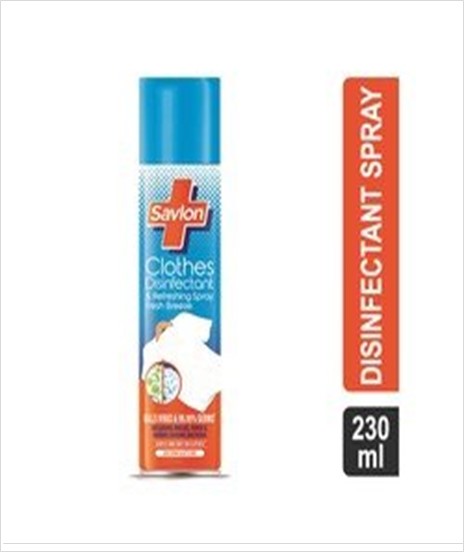 Savlon
Clothes
Disinfectant
& Refreshing Spray
Fresh Breeze
DISINFECTANT SPRAY
230
ml